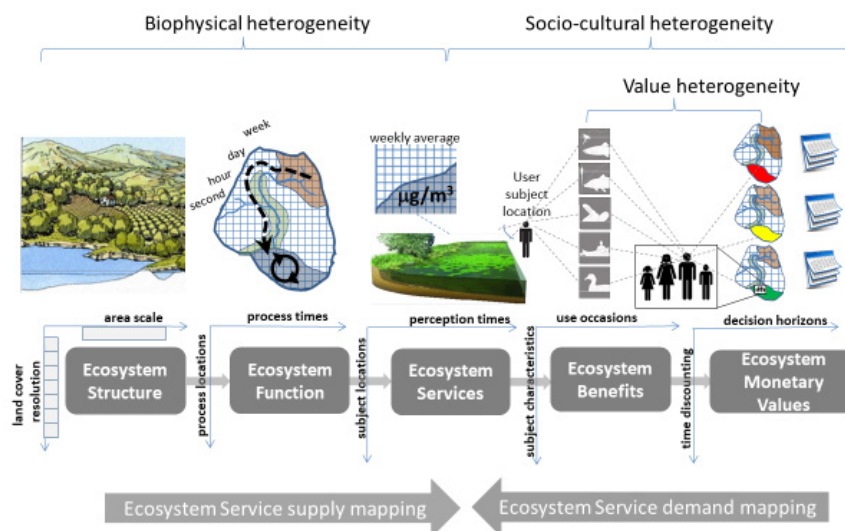 Biophysical heterogeneity
Socio-cultural heterogeneity
Value heterogeneity
week
day
hour
second
weekly average
µg/m³
User
subject
location
area scale
process times
perception times
use occasions
decision horizons
land cover
resolution
Ecosystem
Structure
process locations
Ecosystem
Function
subject locations
Ecosystem
Services
subject characteristics
Ecosystem
Benefits
time discounting
Ecosystem
Monetary
Values
Ecosystem Service supply mapping
Ecosystem Service demand mapping